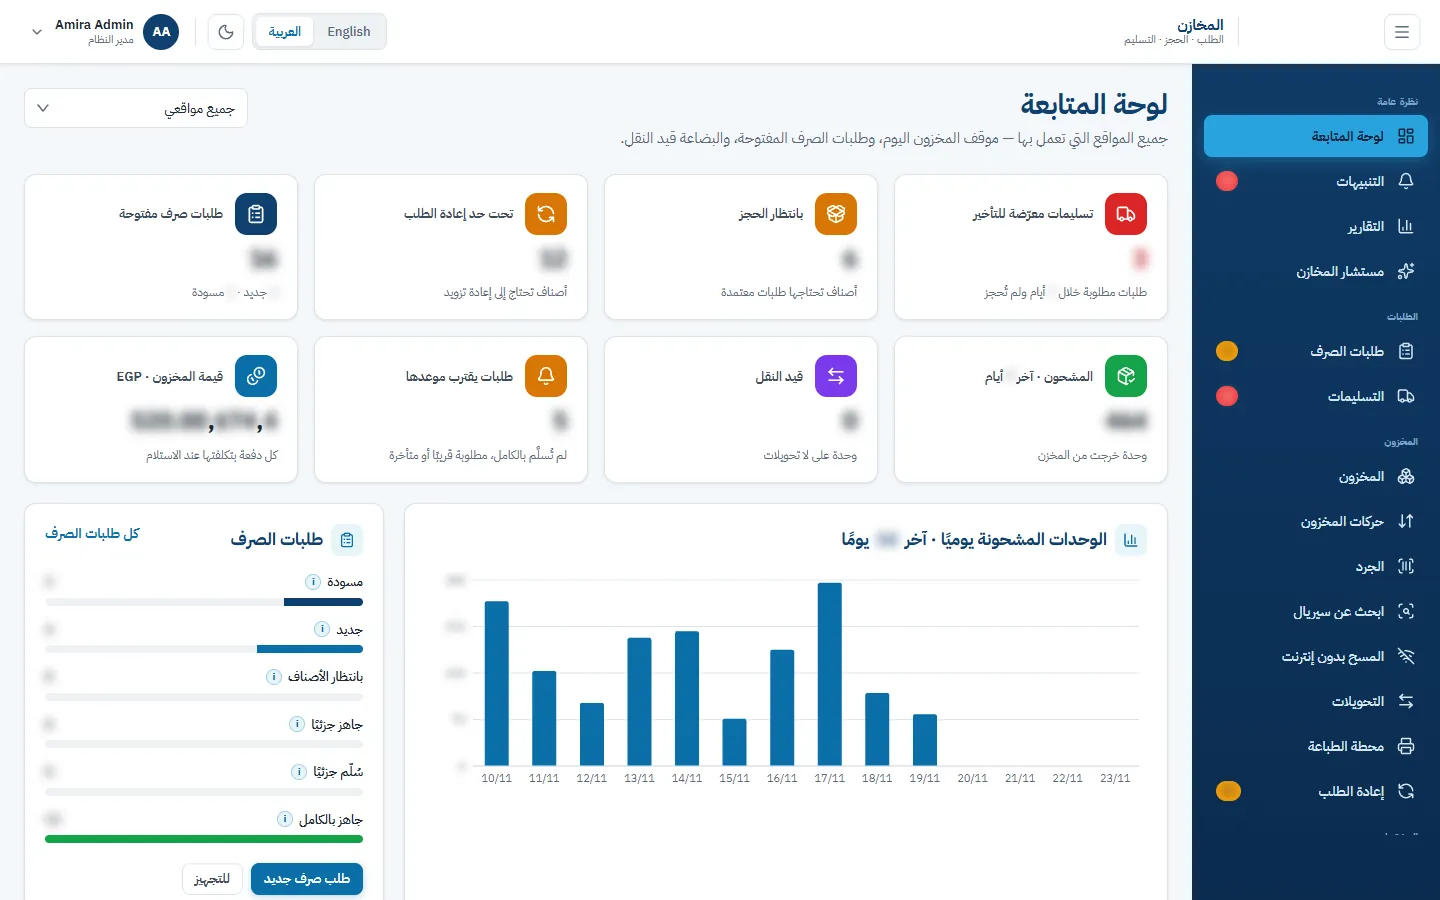 المخازن
الطلب · الحجز · التسليم
English
العربية
AA
Amira Admin
مدير النظام
نظرة عامة
لوحة المتابعة
التنبيهات
التقارير
مستشار المخازن
الطلبات
طلبات الصرف
التسليمات
المخزون
المخزون
حركات المخزون
الجرد
ابحث عن سيريال
المسح بدون إنترنت
التحويلات
محطة الطباعة
إعادة الطلب
لوحة المتابعة
جميع المواقع التي تعمل بها — موقف المخزون اليوم، وطلبات الصرف المفتوحة، والبضاعة قيد النقل.
جميع مواقعي
تسليمات معرّضة للتأخير
طلبات مطلوبة خلال أيام ولم تُحجز
بانتظار الحجز
أصناف تحتاجها طلبات معتمدة
تحت حد إعادة الطلب
أصناف تحتاج إلى إعادة تزويد
طلبات صرف مفتوحة
جديد · مسودة
المشحون · آخر أيام
وحدة خرجت من المخزن
قيد النقل
وحدة على لا تحويلات
طلبات يقترب موعدها
لم تُسلَّم بالكامل، مطلوبة قريبًا أو متأخرة
قيمة المخزون · EGP
كل دفعة بتكلفتها عند الاستلام
الوحدات المشحونة يوميًا · آخر يومًا
10/11 11/11 12/11 13/11 14/11 15/11 16/11 17/11 18/11 19/11 20/11 21/11 22/11 23/11
طلبات الصرف
كل طلبات الصرف
مسودة
جديد
بانتظار الأصناف
جاهز جزئيًا
سُلّم جزئيًا
جاهز بالكامل
طلب صرف جديد
للتجهيز